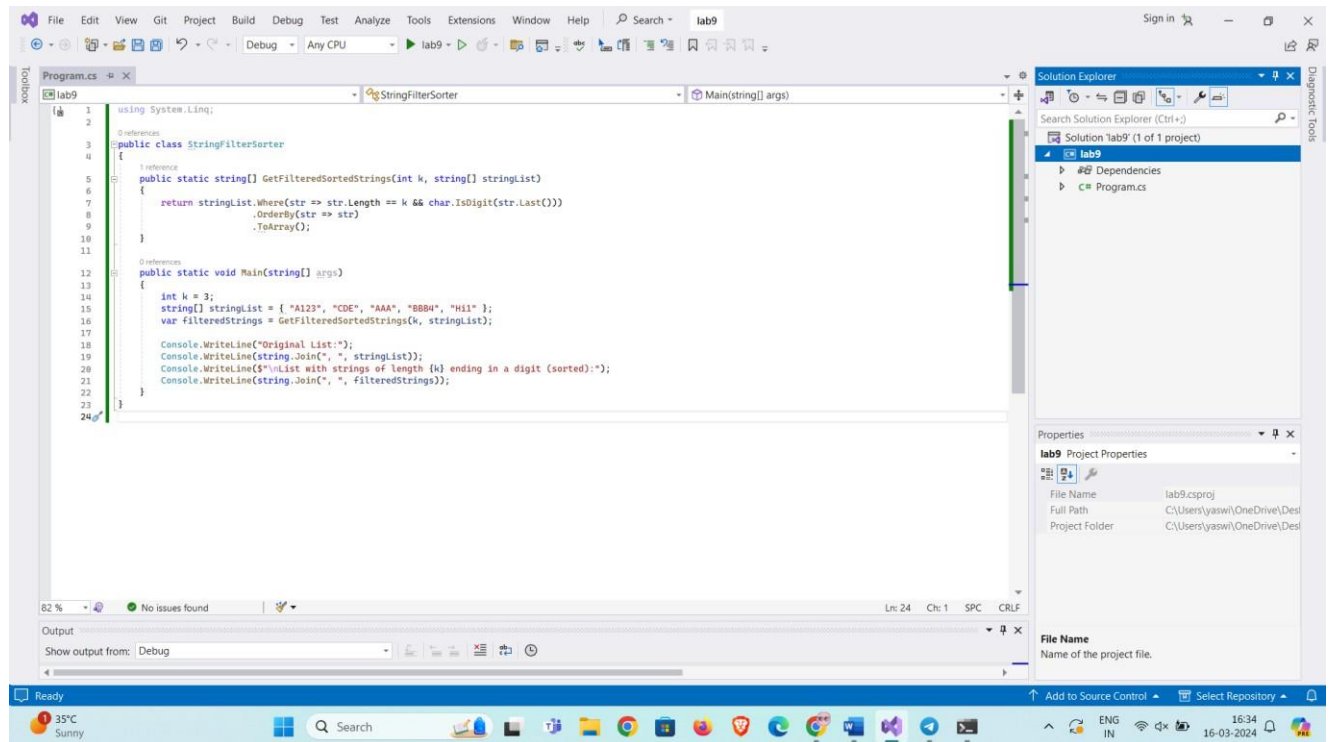 File Edit View Git Project Build Debug Test Analyze Tools Extensions Window Help Search lab9 Sign in
Debug Any CPU lab9
Toolbox
Program.cs
lab9 StringFilterSorter Main(string[] args)
1 using System.Linq;
2
0 references
3 public class StringFilterSorter
4 {
1 reference
5 public static string[] GetFilteredSortedStrings(int k, string[] stringList)
6 {
7 return stringList.Where(str => str.Length == k && char.IsDigit(str.Last()))
8 .OrderBy(str => str)
9 .ToArray();
10 }
11
0 references
12 public static void Main(string[] args)
13 {
14 int k = 3;
15 string[] stringList = { "A123", "CDE", "AAA", "BBB4", "Hi1" };
16 var filteredStrings = GetFilteredSortedStrings(k, stringList);
17
18 Console.WriteLine("Original List:");
19 Console.WriteLine(string.Join(", ", stringList));
20 Console.WriteLine($"\nList with strings of length {k} ending in a digit (sorted):");
21 Console.WriteLine(string.Join(", ", filteredStrings));
22 }
23 }
24
82 % No issues found Ln: 24 Ch: 1 SPC CRLF
Output
Show output from: Debug
Solution Explorer
Search Solution Explorer (Ctrl+;)
Solution 'lab9' (1 of 1 project)
lab9
Dependencies
C# Program.cs
Diagnostic Tools
Properties
lab9 Project Properties
File Name lab9.csproj
Full Path C:\Users\yaswi\OneDrive\Des
Project Folder C:\Users\yaswi\OneDrive\Des
File Name
Name of the project file.
Ready Add to Source Control Select Repository
1 35°C
Sunny
Search
ENG
IN
16:34
16-03-2024
PRE